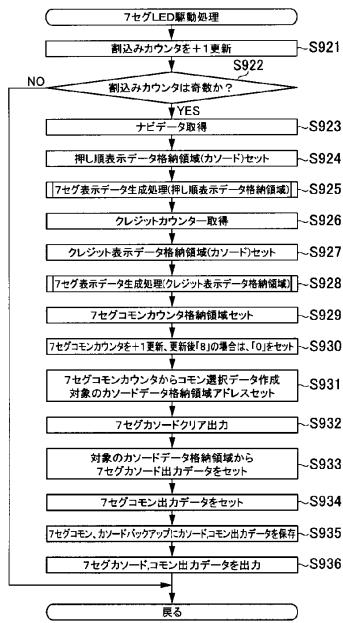 7セグLED駆動処理
割込みカウンタを+1更新
S921
S922
NO
割込みカウンタは奇数か?
YES
ナビデータ取得
S923
押し順表示データ格納領域(カソード)セット
S924
7セグ表示データ生成処理(押し順表示データ格納領域)
S925
クレジットカウンター取得
S926
クレジット表示データ格納領域(カソード)セット
S927
7セグ表示データ生成処理(クレジット表示データ格納領域)
S928
7セグコモンカウンタ格納領域セット
S929
7セグコモンカウンタを+1更新、更新後「8」の場合は、「0」をセット
S930
7セグコモンカウンタからコモン選択データ作成
対象のカソードデータ格納領域アドレスセット
S931
7セグカソードクリア出力
S932
対象のカソードデータ格納領域から
7セグカソード出力データをセット
S933
7セグコモン出力データをセット
S934
7セグコモン、カソードバックアップにカソード,コモン出力データを保存
S935
7セグカソード,コモン出力データを出力
S936
戻る